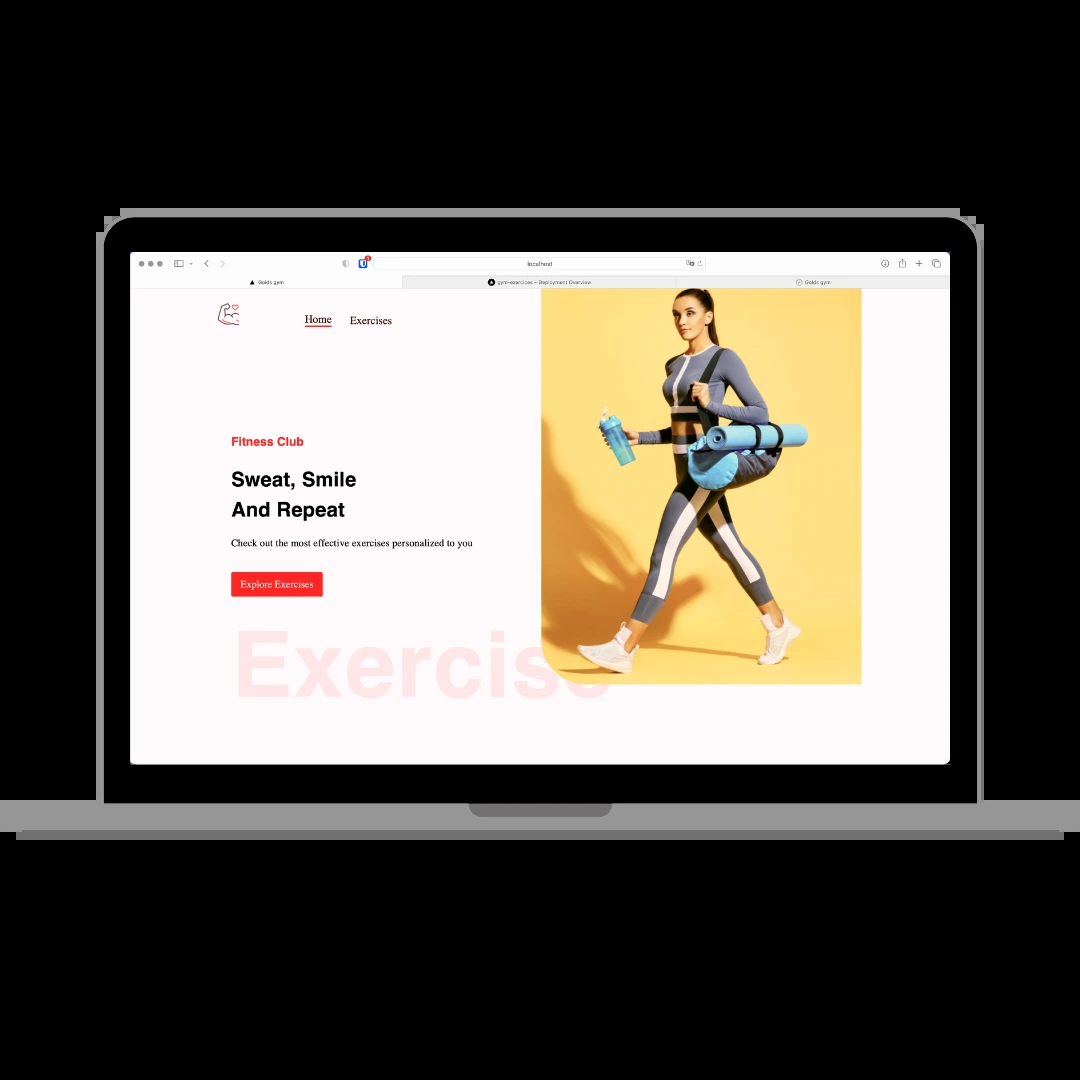 localhost
Golds gym
gym-exercices – Deployment Overview
Golds gym
Home Exercises
Fitness Club
Sweat, Smile
And Repeat
Check out the most effective exercises personalized to you
Explore Exercises
Exercise